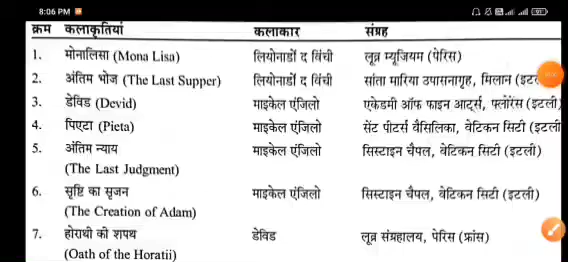 8:06 PM
क्रम कलाकृतियां कलाकार संग्रह
1. मोनालिसा (Mona Lisa) लियोनार्डो द विंची लूव्र म्यूजियम (पेरिस)
2. अंतिम भोज (The Last Supper) लियोनार्डो द विंची सांता मारिया उपासनागृह, मिलान
3. डेविड (Devid) माइकेल एंजिलो एकेडमी ऑफ फाइन आर्ट्स, फ्लोरेंस (इटली)
4. पिएटा (Pieta) माइकेल एंजिलो सेंट पीटर्स वैसिलिका, वेटिकन सिटी
5. अंतिम न्याय माइकेल एंजिलो सिस्टाइन चैपल, वेटिकन सिटी (इटली)
(The Last Judgment)
6. सृष्टि का सृजन माइकेल एंजिलो सिस्टाइन चैपल, वेटिकन सिटी (इटली)
(The Creation of Adam)
7. होराथी की शपथ डेविड लूव्र संग्रहालय, पेरिस (फ्रांस)
(Oath of the Horatii)